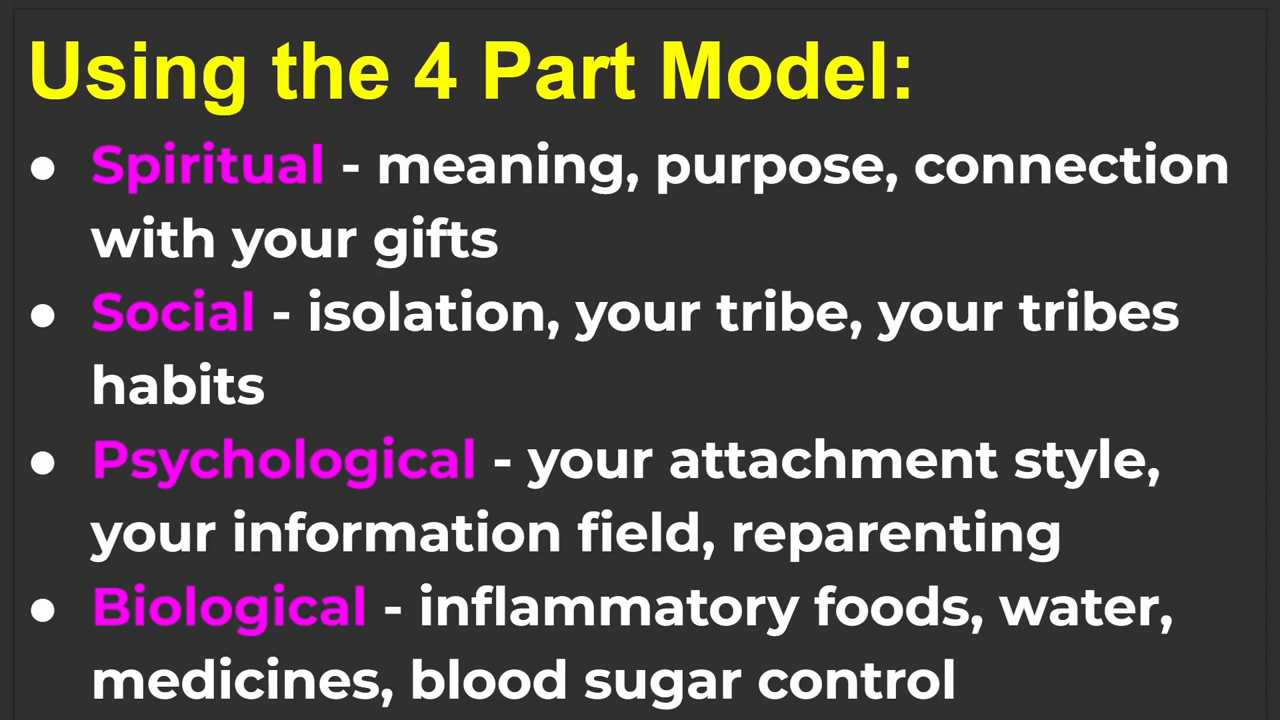 Using the 4 Part Model:
● Spiritual - meaning, purpose, connection
with your gifts
● Social - isolation, your tribe, your tribes
habits
● Psychological - your attachment style,
your information field, reparenting
● Biological - inflammatory foods, water,
medicines, blood sugar control